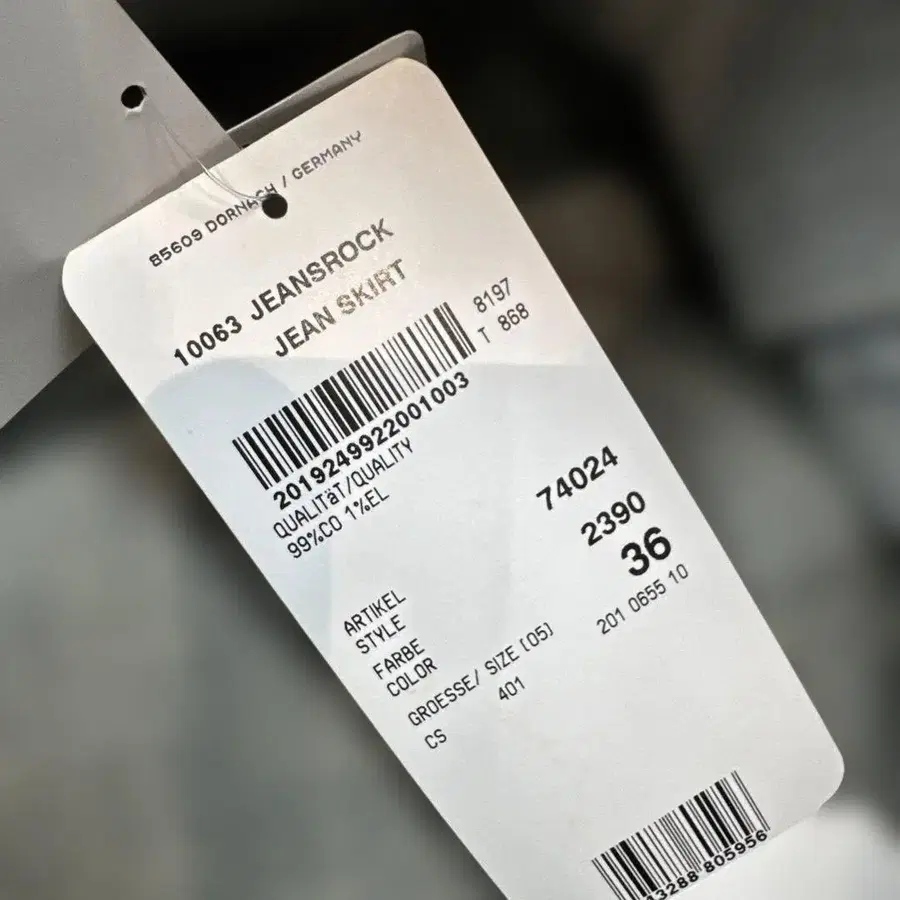 85609 DORNACH / GERMANY
10063 JEANSROCK
JEAN SKIRT
8197
T 868
2019249922001003
QUALITäT/QUALITY
99%CO 1%EL
ARTIKEL
STYLE
74024
FARBE
COLOR
2390
GROESSE/ SIZE [05]
36
CS
401
201 0655 10
13288 805956